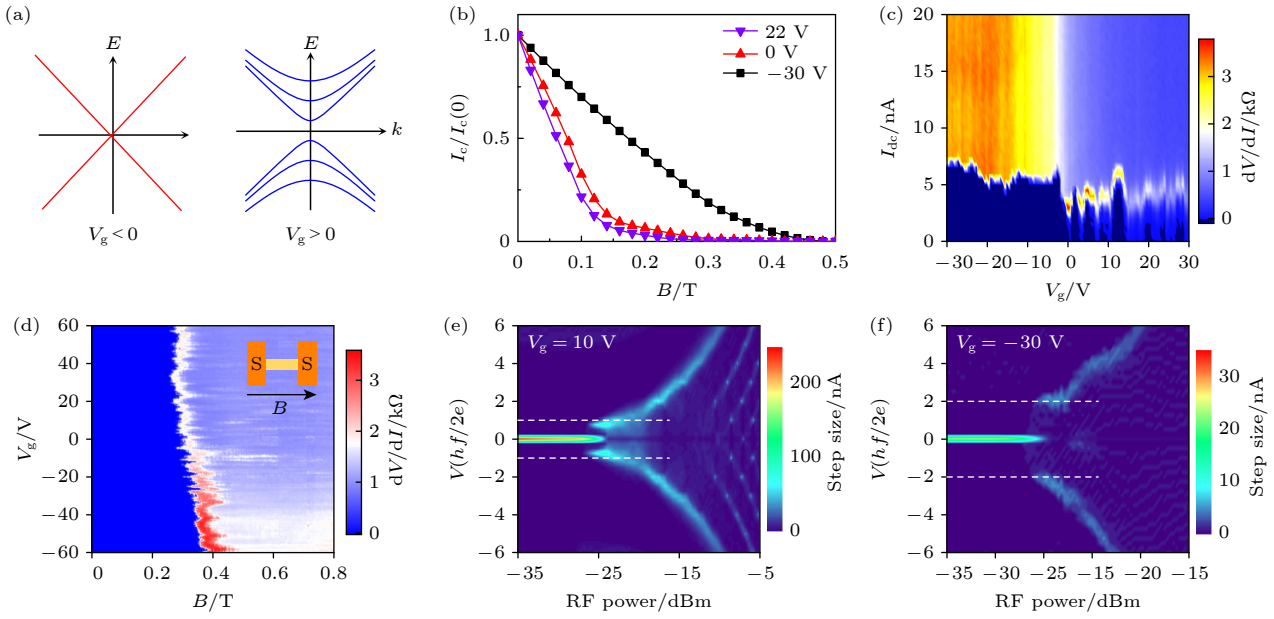 (a)
E
E
k
V_g < 0
V_g > 0
(b)
1.0
0.5
0
I_c/I_c(0)
22 V
0 V
−30 V
0 0.1 0.2 0.3 0.4 0.5
B/T
(c)
20
15
10
5
0
I_dc/nA
−30 −20 −10 0 10 20 30
V_g/V
3
2
1
0
dV/dI/kΩ
(d)
60
40
20
2
0
−2
−20
−40
−60
V_g/V
S S
B
0 0.2 0.4 0.6 0.8
B/T
3
2
1
0
dV/dI/kΩ
(e)
V_g = 10 V
6
4
2
0
−2
−4
−6
V(hf/2e)
−35 −25 −15 −5
RF power/dBm
200
100
0
Step size/nA
(f)
V_g = −30 V
6
4
2
0
−2
−4
−6
V(hf/2e)
−35 −25 −20 −15
RF power/dBm
30
20
10
0
Step size/nA